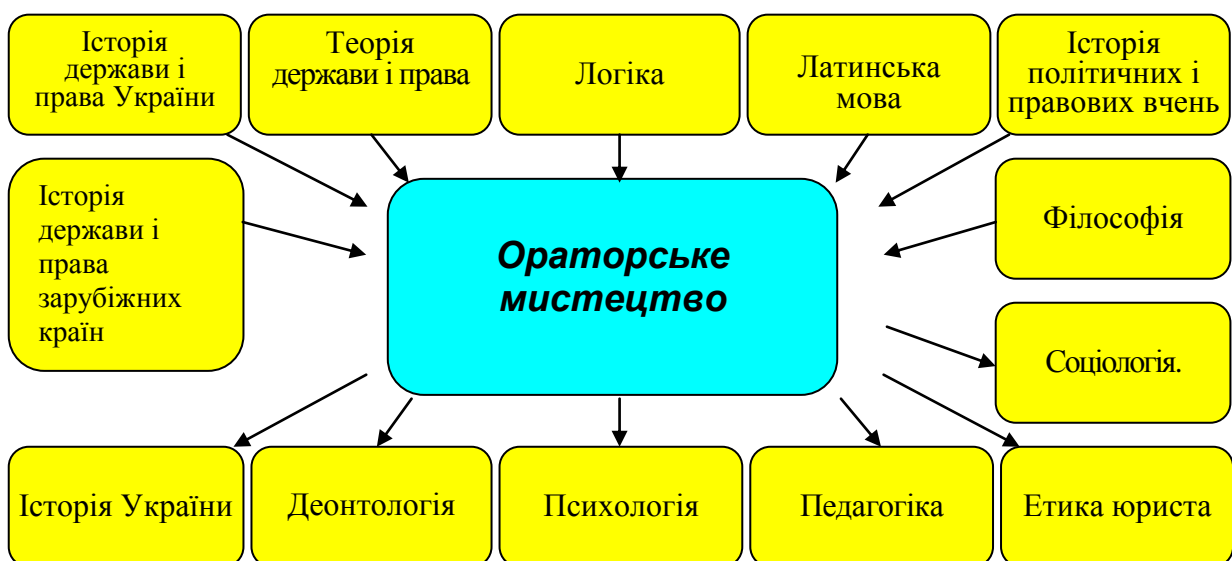 Історія
держави і
права України
Теорія
держави і права
Логіка
Латинська
мова
Історія
політичних і
правових вчень
Історія
держави і
права
зарубіжних
країн
Ораторське
мистецтво
Філософія
Соціологія.
Історія України
Деонтологія
Психологія
Педагогіка
Етика юриста